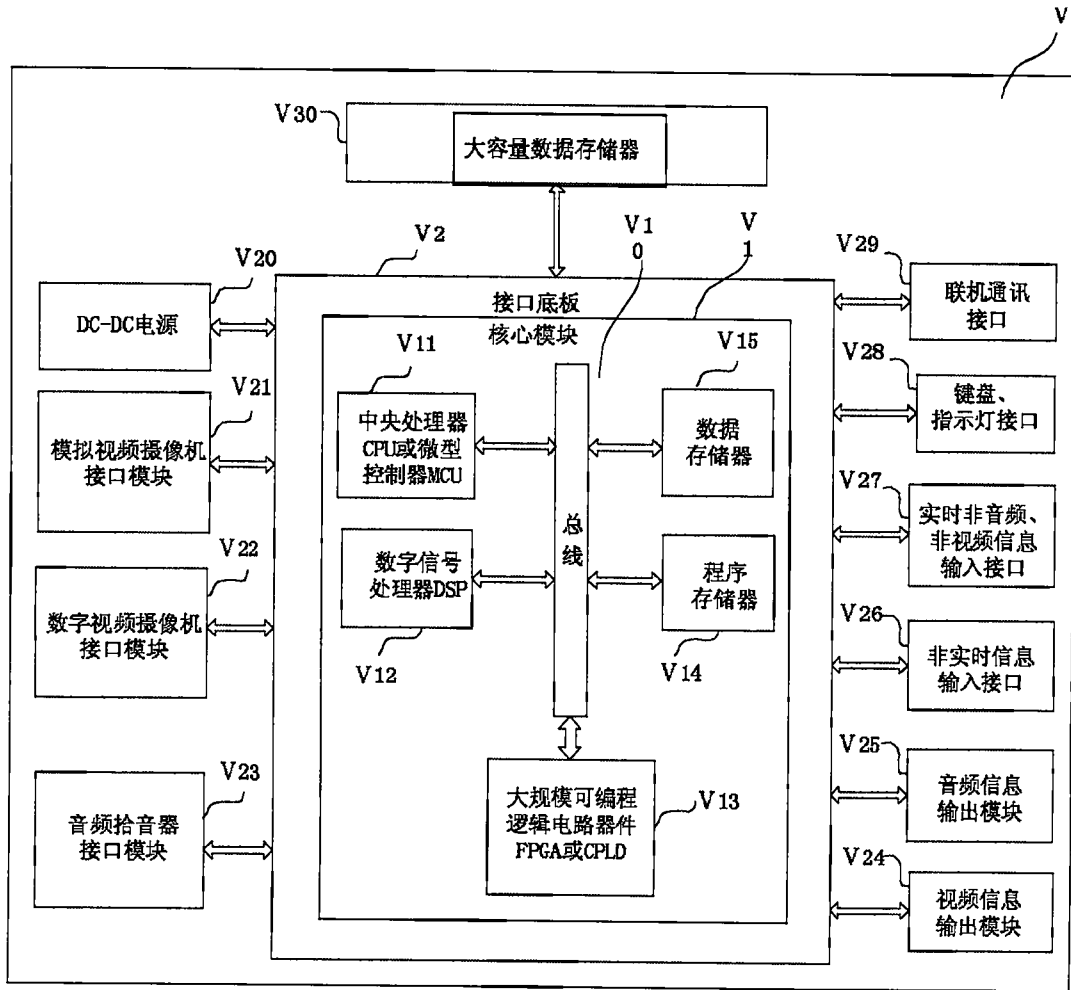 V
V30
大容量数据存储器
V2
V1
0
V
1
V20
DC-DC电源
V29
联机通讯
接口
接口底板
核心模块
V11
中央处理器
CPU或微型
控制器MCU
V15
数据
存储器
V28
键盘、
指示灯接口
V21
模拟视频摄像机
接口模块
V27
实时非音频、
非视频信息
输入接口
总
线
V22
数字视频摄像机
接口模块
数字信号
处理器DSP
V12
程序
存储器
V14
V26
非实时信息
输入接口
V23
音频拾音器
接口模块
大规模可编程
逻辑电路器件
FPGA或CPLD
V13
V25
音频信息
输出模块
V24
视频信息
输出模块